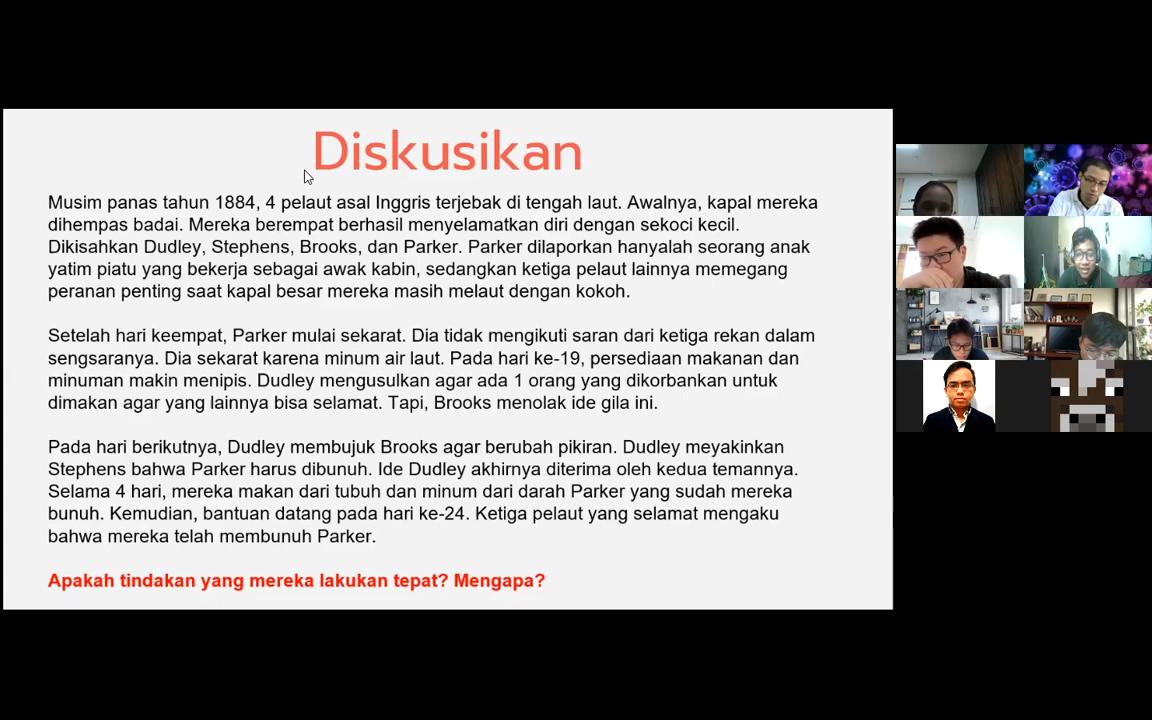 Diskusikan
Musim panas tahun 1884, 4 pelaut asal Inggris terjebak di tengah laut. Awalnya, kapal mereka
dihempas badai. Mereka berempat berhasil menyelamatkan diri dengan sekoci kecil.
Dikisahkan Dudley, Stephens, Brooks, dan Parker. Parker dilaporkan hanyalah seorang anak
yatim piatu yang bekerja sebagai awak kabin, sedangkan ketiga pelaut lainnya memegang
peranan penting saat kapal besar mereka masih melaut dengan kokoh.
Setelah hari keempat, Parker mulai sekarat. Dia tidak mengikuti saran dari ketiga rekan dalam
sengsaranya. Dia sekarat karena minum air laut. Pada hari ke-19, persediaan makanan dan
minuman makin menipis. Dudley mengusulkan agar ada 1 orang yang dikorbankan untuk
dimakan agar yang lainnya bisa selamat. Tapi, Brooks menolak ide gila ini.
Pada hari berikutnya, Dudley membujuk Brooks agar berubah pikiran. Dudley meyakinkan
Stephens bahwa Parker harus dibunuh. Ide Dudley akhirnya diterima oleh kedua temannya.
Selama 4 hari, mereka makan dari tubuh dan minum dari darah Parker yang sudah mereka
bunuh. Kemudian, bantuan datang pada hari ke-24. Ketiga pelaut yang selamat mengaku
bahwa mereka telah membunuh Parker.
Apakah tindakan yang mereka lakukan tepat? Mengapa?